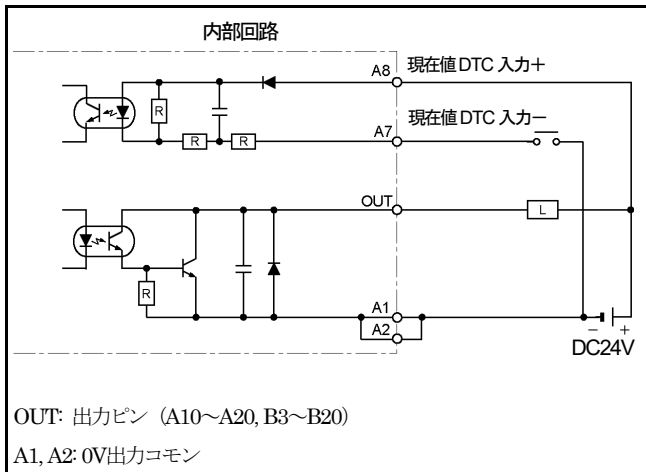 内部回路
A8
現在値DTC 入力＋
R
A7
現在値DTC 入力－
R
R
OUT
L
R
A1
A2
－ ＋
DC24V
OUT: 出力ピン（A10～A20, B3～B20）
A1, A2: 0V出力コモン